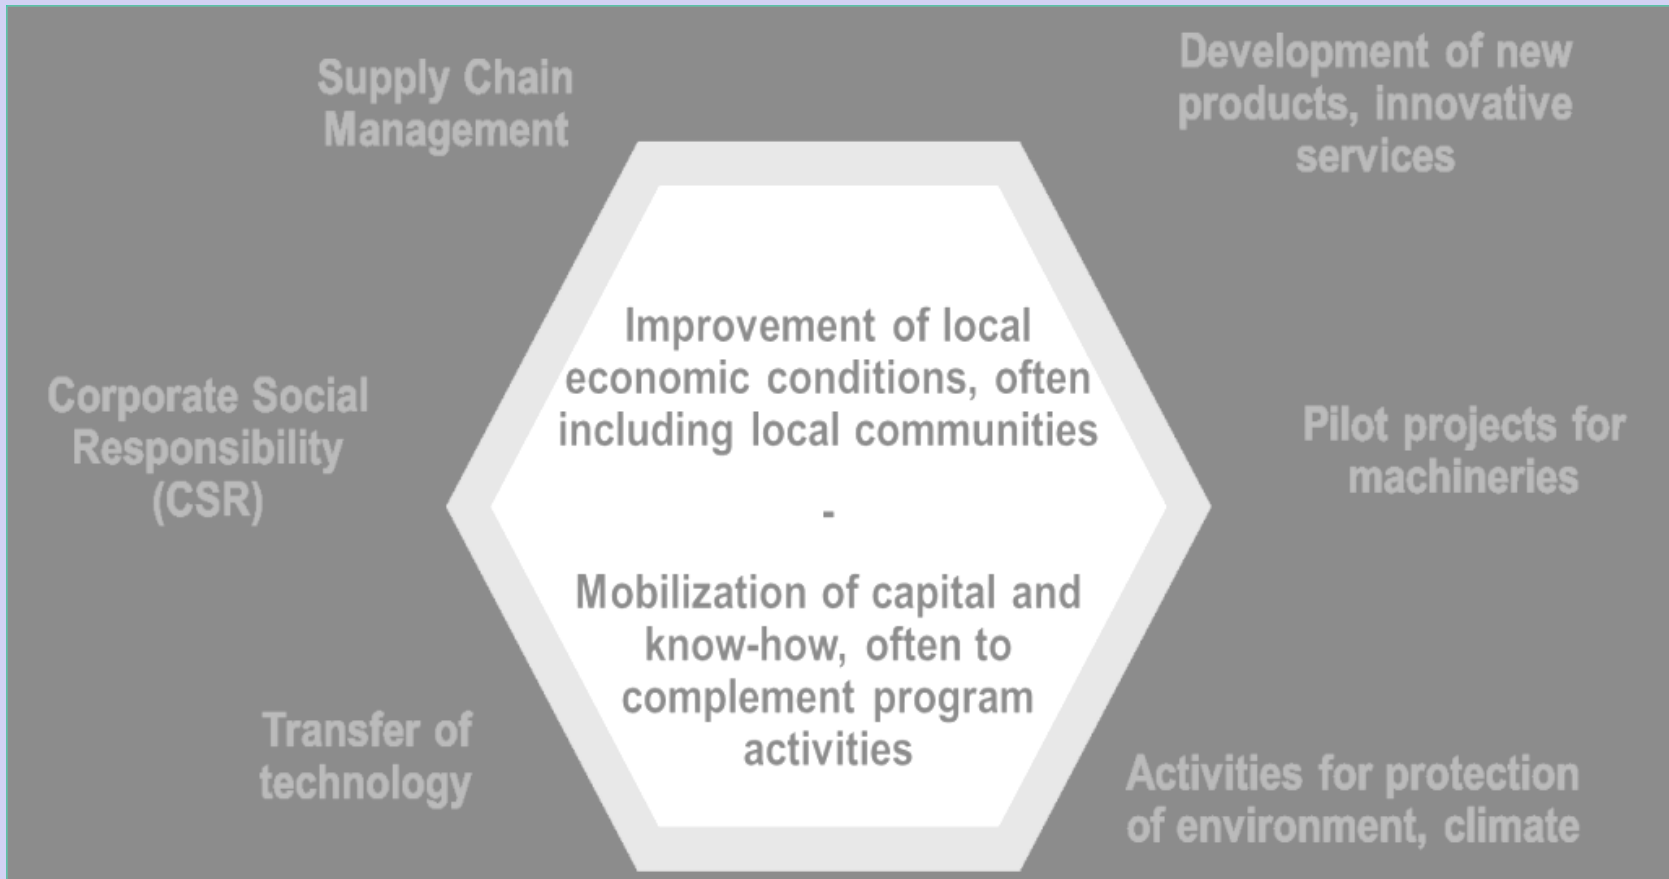 Supply Chain
Management
Development of new
products, innovative
services
Improvement of local
economic conditions, often
including local communities
-
Mobilization of capital and
know-how, often to
complement program
activities
Corporate Social
Responsibility
(CSR)
Pilot projects for
machineries
Transfer of
technology
Activities for protection
of environment, climate